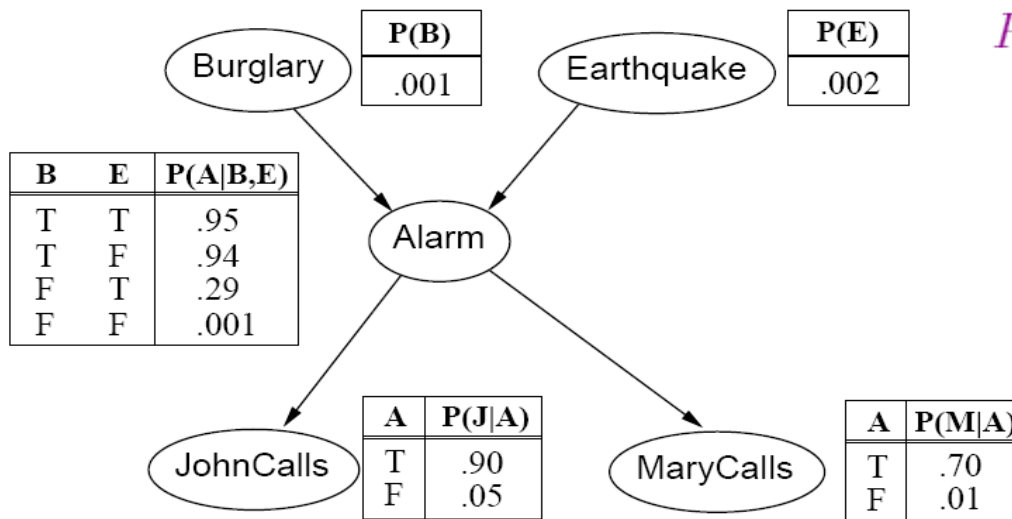 P(B)
Burglary
.001
P(E)
Earthquake
.002
B E P(A|B,E)
T T .95
T F .94
F T .29
F F .001
Alarm
JohnCalls
A P(J|A)
T .90
F .05
MaryCalls
A P(M|A)
T .70
F .01